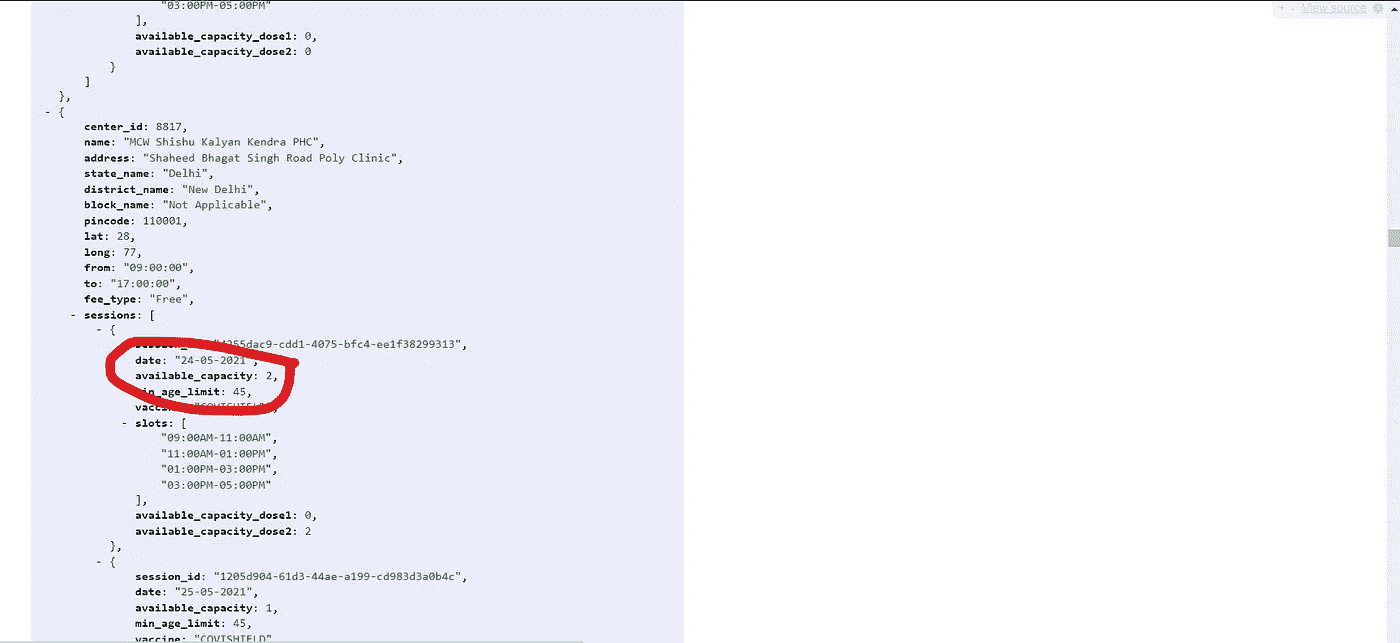 "03:00PM-05:00PM"
],
available_capacity_dose1: 0,
available_capacity_dose2: 0
}
]
},
- {
center_id: 8817,
name: "MCW Shishu Kalyan Kendra PHC",
address: "Shaheed Bhagat Singh Road Poly Clinic",
state_name: "Delhi",
district_name: "New Delhi",
block_name: "Not Applicable",
pincode: 110001,
lat: 28,
long: 77,
from: "09:00:00",
to: "17:00:00",
fee_type: "Free",
- sessions: [
- {
4255dac9-cdd1-4075-bfc4-ee1f38299313",
date: "24-05-2021",
available_capacity: 2,
min_age_limit: 45,
vaccine: "COVISHIELD",
- slots: [
"09:00AM-11:00AM",
"11:00AM-01:00PM",
"01:00PM-03:00PM",
"03:00PM-05:00PM"
],
available_capacity_dose1: 0,
available_capacity_dose2: 2
},
- {
session_id: "1205d904-61d3-44ae-a199-cd983d3a0b4c",
date: "25-05-2021",
available_capacity: 1,
min_age_limit: 45,
vaccine: "COVISHIELD"
+ - View source